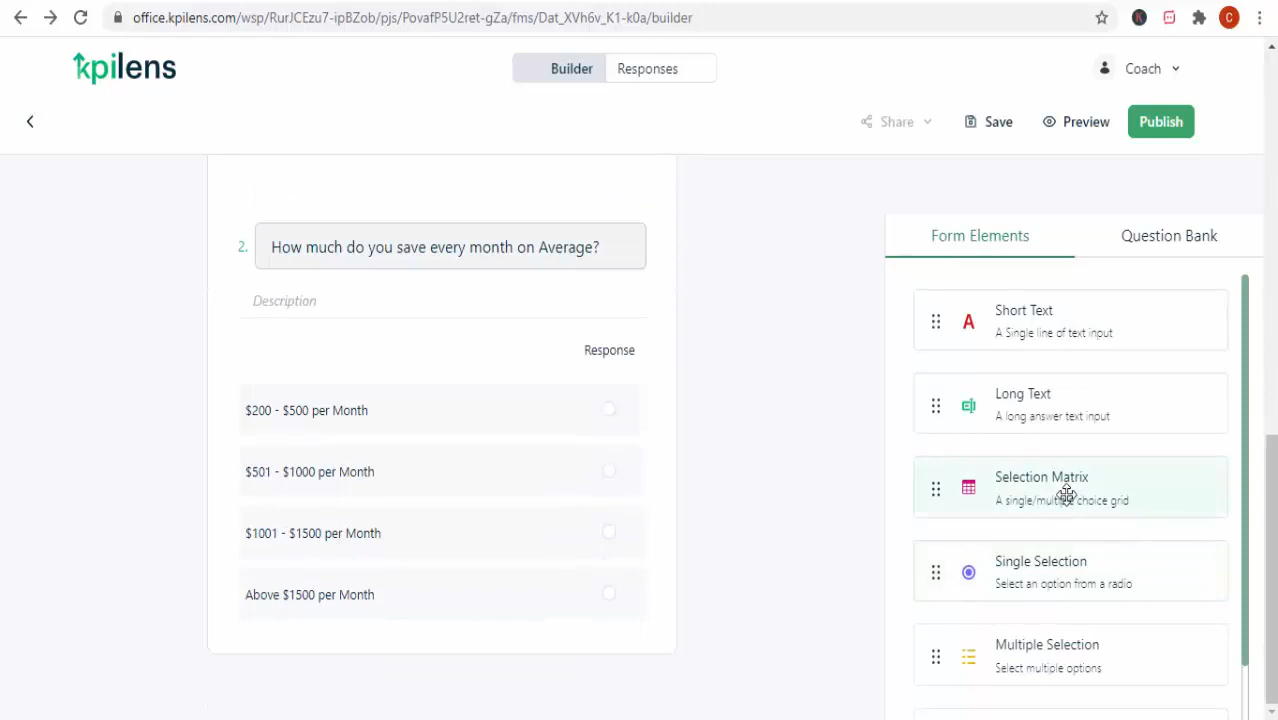 office.kpilens.com/wsp/RurJCEzu7-ipBZob/pjs/PovafP5U2ret-gZa/fms/Dat_XVh6v_K1-k0a/builder
K
C
kpilens
Builder
Responses
Coach
Share
Save
Preview
Publish
2.
How much do you save every month on Average?
Description
Response
$200 - $500 per Month
$501 - $1000 per Month
$1001 - $1500 per Month
Above $1500 per Month
Form Elements
Question Bank
A
Short Text
A Single line of text input
Long Text
A long answer text input
Selection Matrix
A single/multiple choice grid
Single Selection
Select an option from a radio
Multiple Selection
Select multiple options